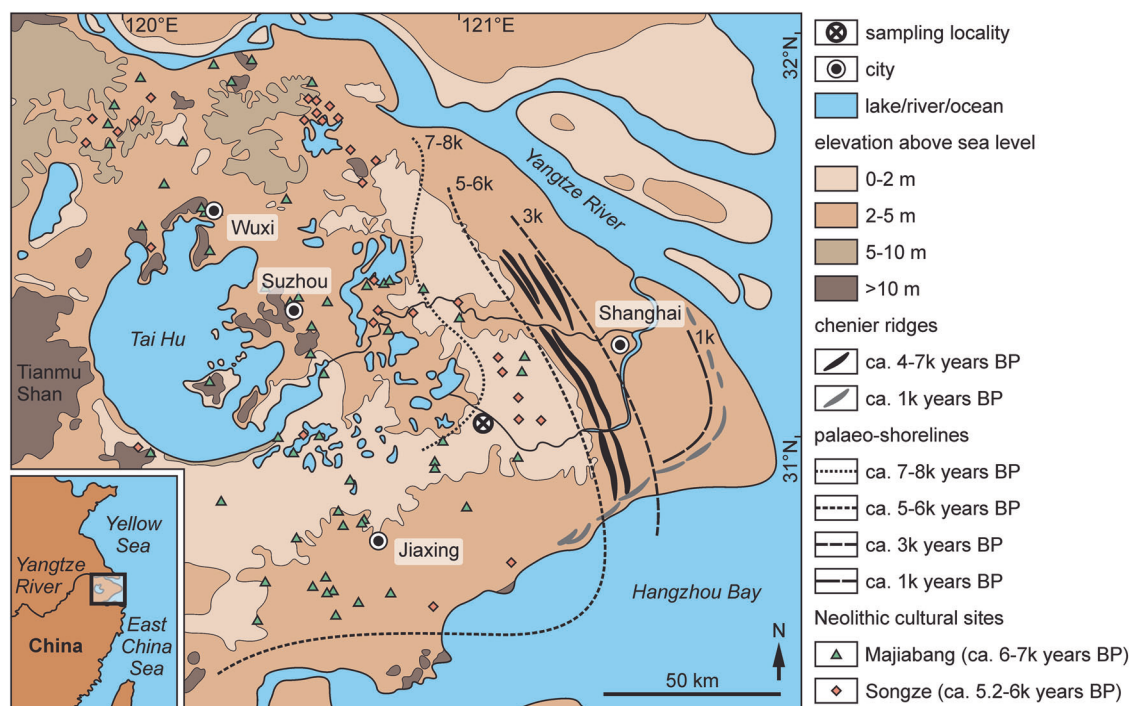 120°E
121°E
32°N
7-8k
5-6k
3k
Yangtze River
Wuxi
Suzhou
Shanghai
1k
Tai Hu
Tianmu
Shan
31°N
Jiaxing
Hangzhou Bay
N
50 km
Yellow
Sea
Yangtze
River
China
East
China
Sea
sampling locality
city
lake/river/ocean
elevation above sea level
0-2 m
2-5 m
5-10 m
>10 m
chenier ridges
ca. 4-7k years BP
ca. 1k years BP
palaeo-shorelines
ca. 7-8k years BP
ca. 5-6k years BP
ca. 3k years BP
ca. 1k years BP
Neolithic cultural sites
Majiabang (ca. 6-7k years BP)
Songze (ca. 5.2-6k years BP)